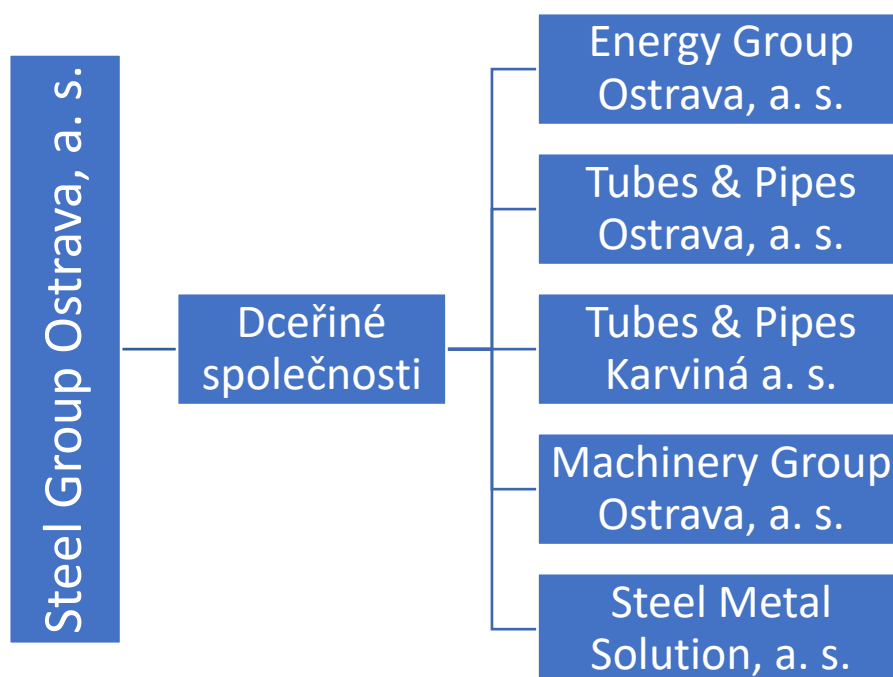 Steel Group Ostrava, a. s.
Dceřiné
společnosti
Energy Group
Ostrava, a. s.
Tubes & Pipes
Ostrava, a. s.
Tubes & Pipes
Karviná a. s.
Machinery Group
Ostrava, a. s.
Steel Metal
Solution, a. s.